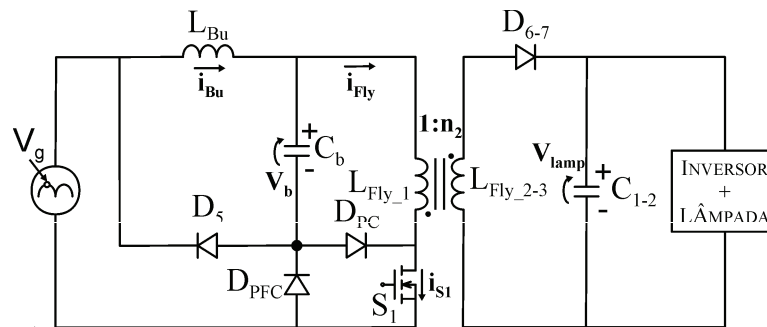 L_Bu
i_Bu
i_Fly
D_6-7
1:n_2
V_g
+
C_b
-
V_b
L_Fly_1
L_Fly_2-3
V_lamp
+
C_1-2
-
INVERSOR
+
LÂMPADA
D_5
D_PC
D_PFC
S_1
i_S1